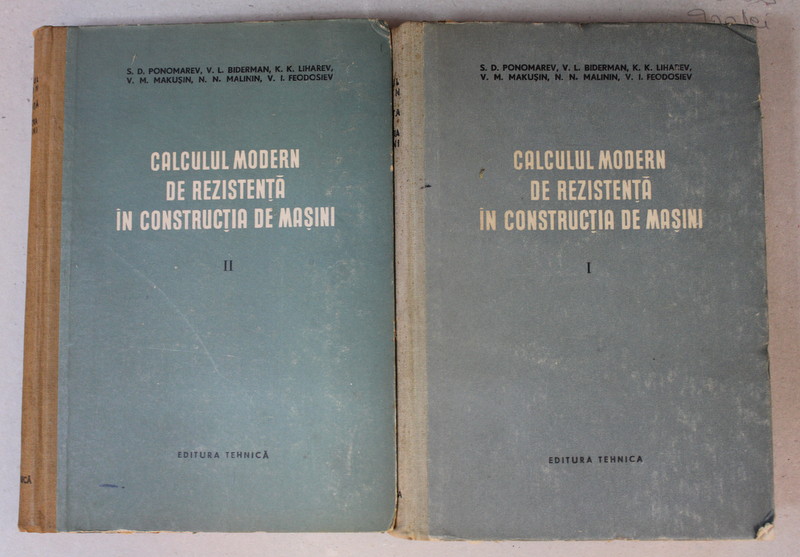 S. D. PONOMAREV, V. L. BIDERMAN, K. K. LIHAREV,
V. M. MAKUȘIN, N. N. MALININ, V. I. FEODOSIEV
CALCULUL MODERN
DE REZISTENȚĂ
ÎN CONSTRUCȚIA DE MAȘINI
II
EDITURA TEHNICĂ
S. D. PONOMAREV, V. L. BIDERMAN, K. K. LIHAREV,
V. M. MAKUȘIN, N. N. MALININ, V. I. FEODOSIEV
CALCULUL MODERN
DE REZISTENȚĂ
ÎN CONSTRUCȚIA DE MAȘINI
I
EDITURA TEHNICA